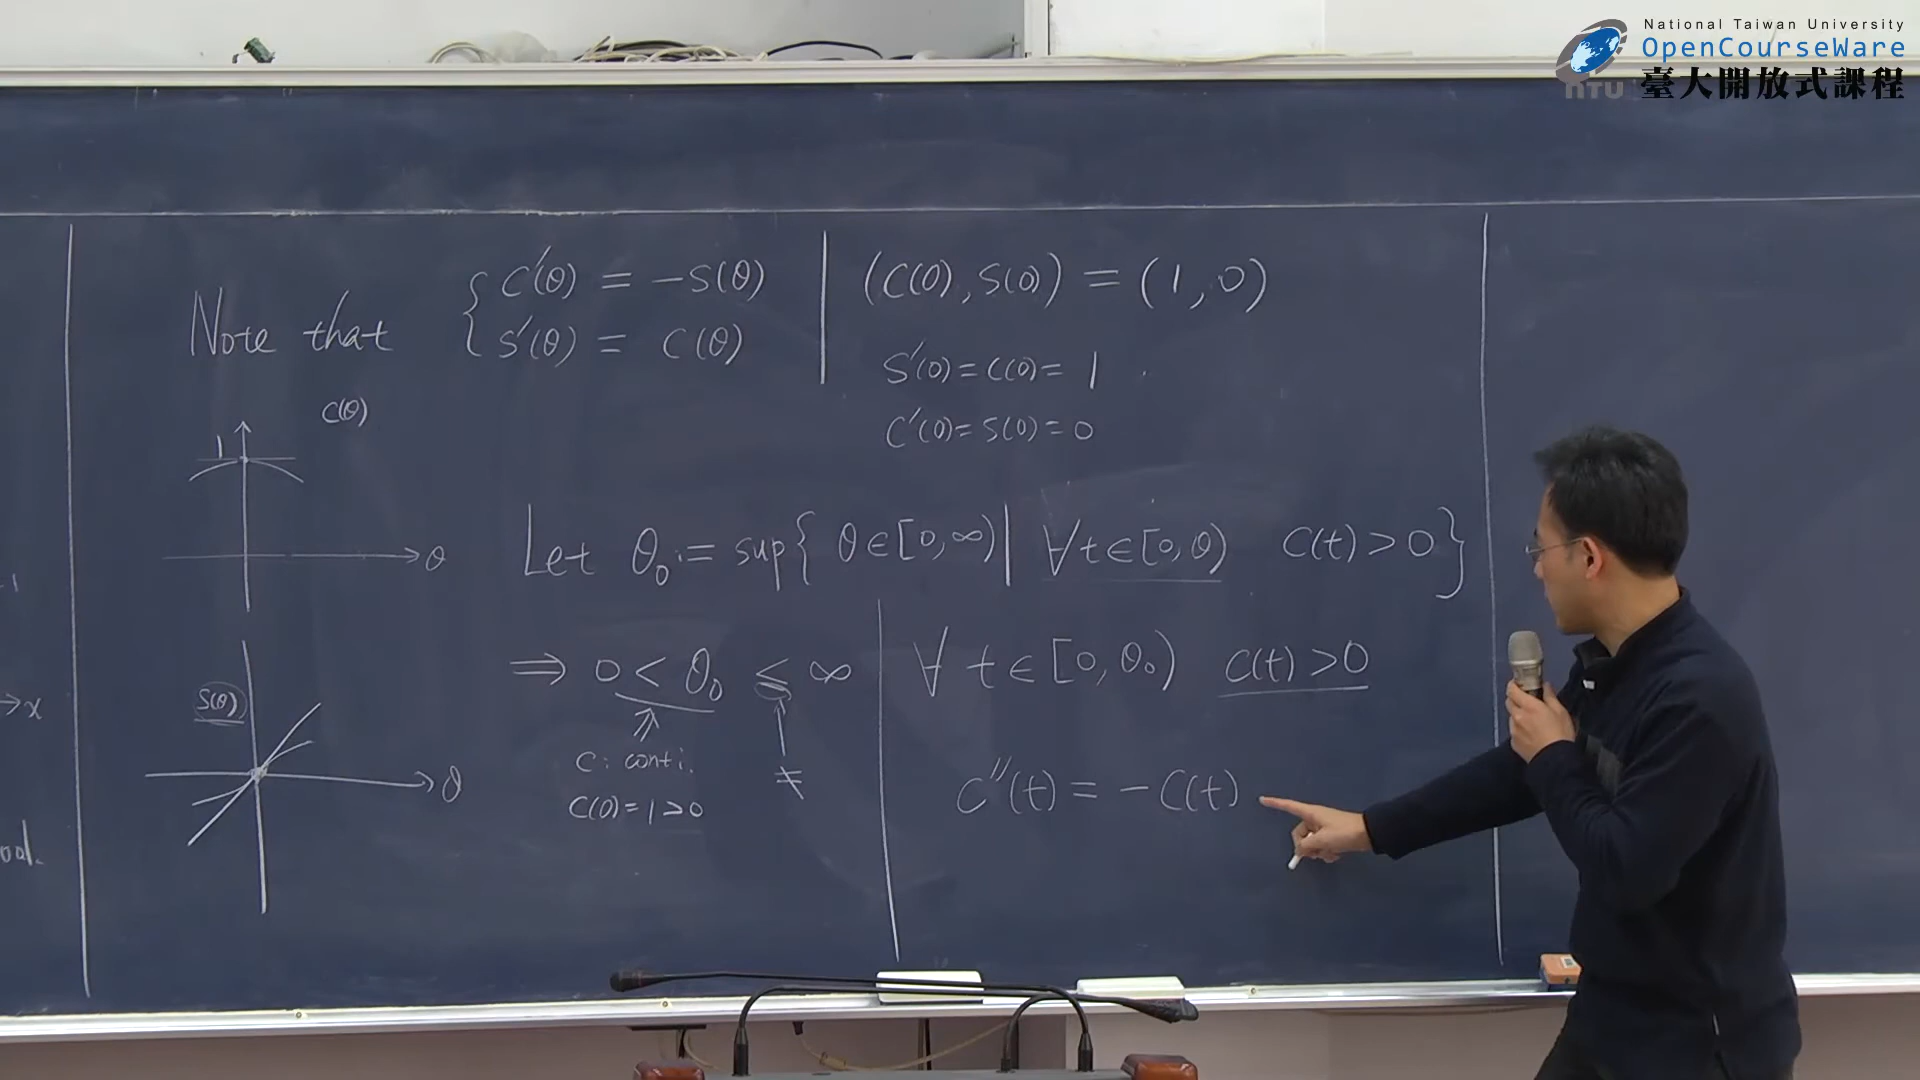 National Taiwan University
OpenCourseWare
NTU
臺大開放式課程
Note that
{ C'(θ) = -S(θ)
S'(θ) = C(θ)
(C(0), S(0)) = (1, 0)
S'(0) = C(0) = 1
C'(0) = S(0) = 0
C(θ)
1
θ
Let θ₀ := sup{ θ ∈ [0, ∞) | ∀t ∈ [0, θ) C(t) > 0 }
⇒ 0 < θ₀ ≤ ∞
C : conti.
C(0) = 1 > 0
≠
∀ t ∈ [0, θ₀) C(t) > 0
C''(t) = -C(t)
S(θ)
θ
→x